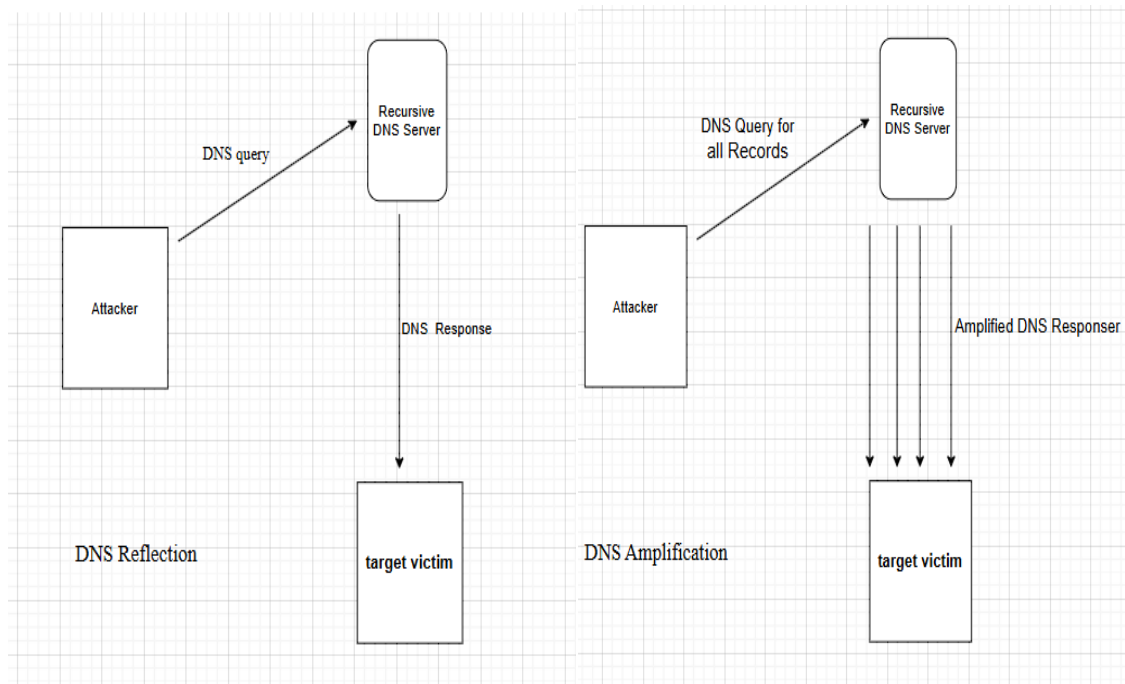 Recursive
DNS Server
DNS query
Attacker
DNS Response
DNS Reflection
target victim
Recursive
DNS Server
DNS Query for
all Records
Attacker
Amplified DNS Responser
DNS Amplification
target victim